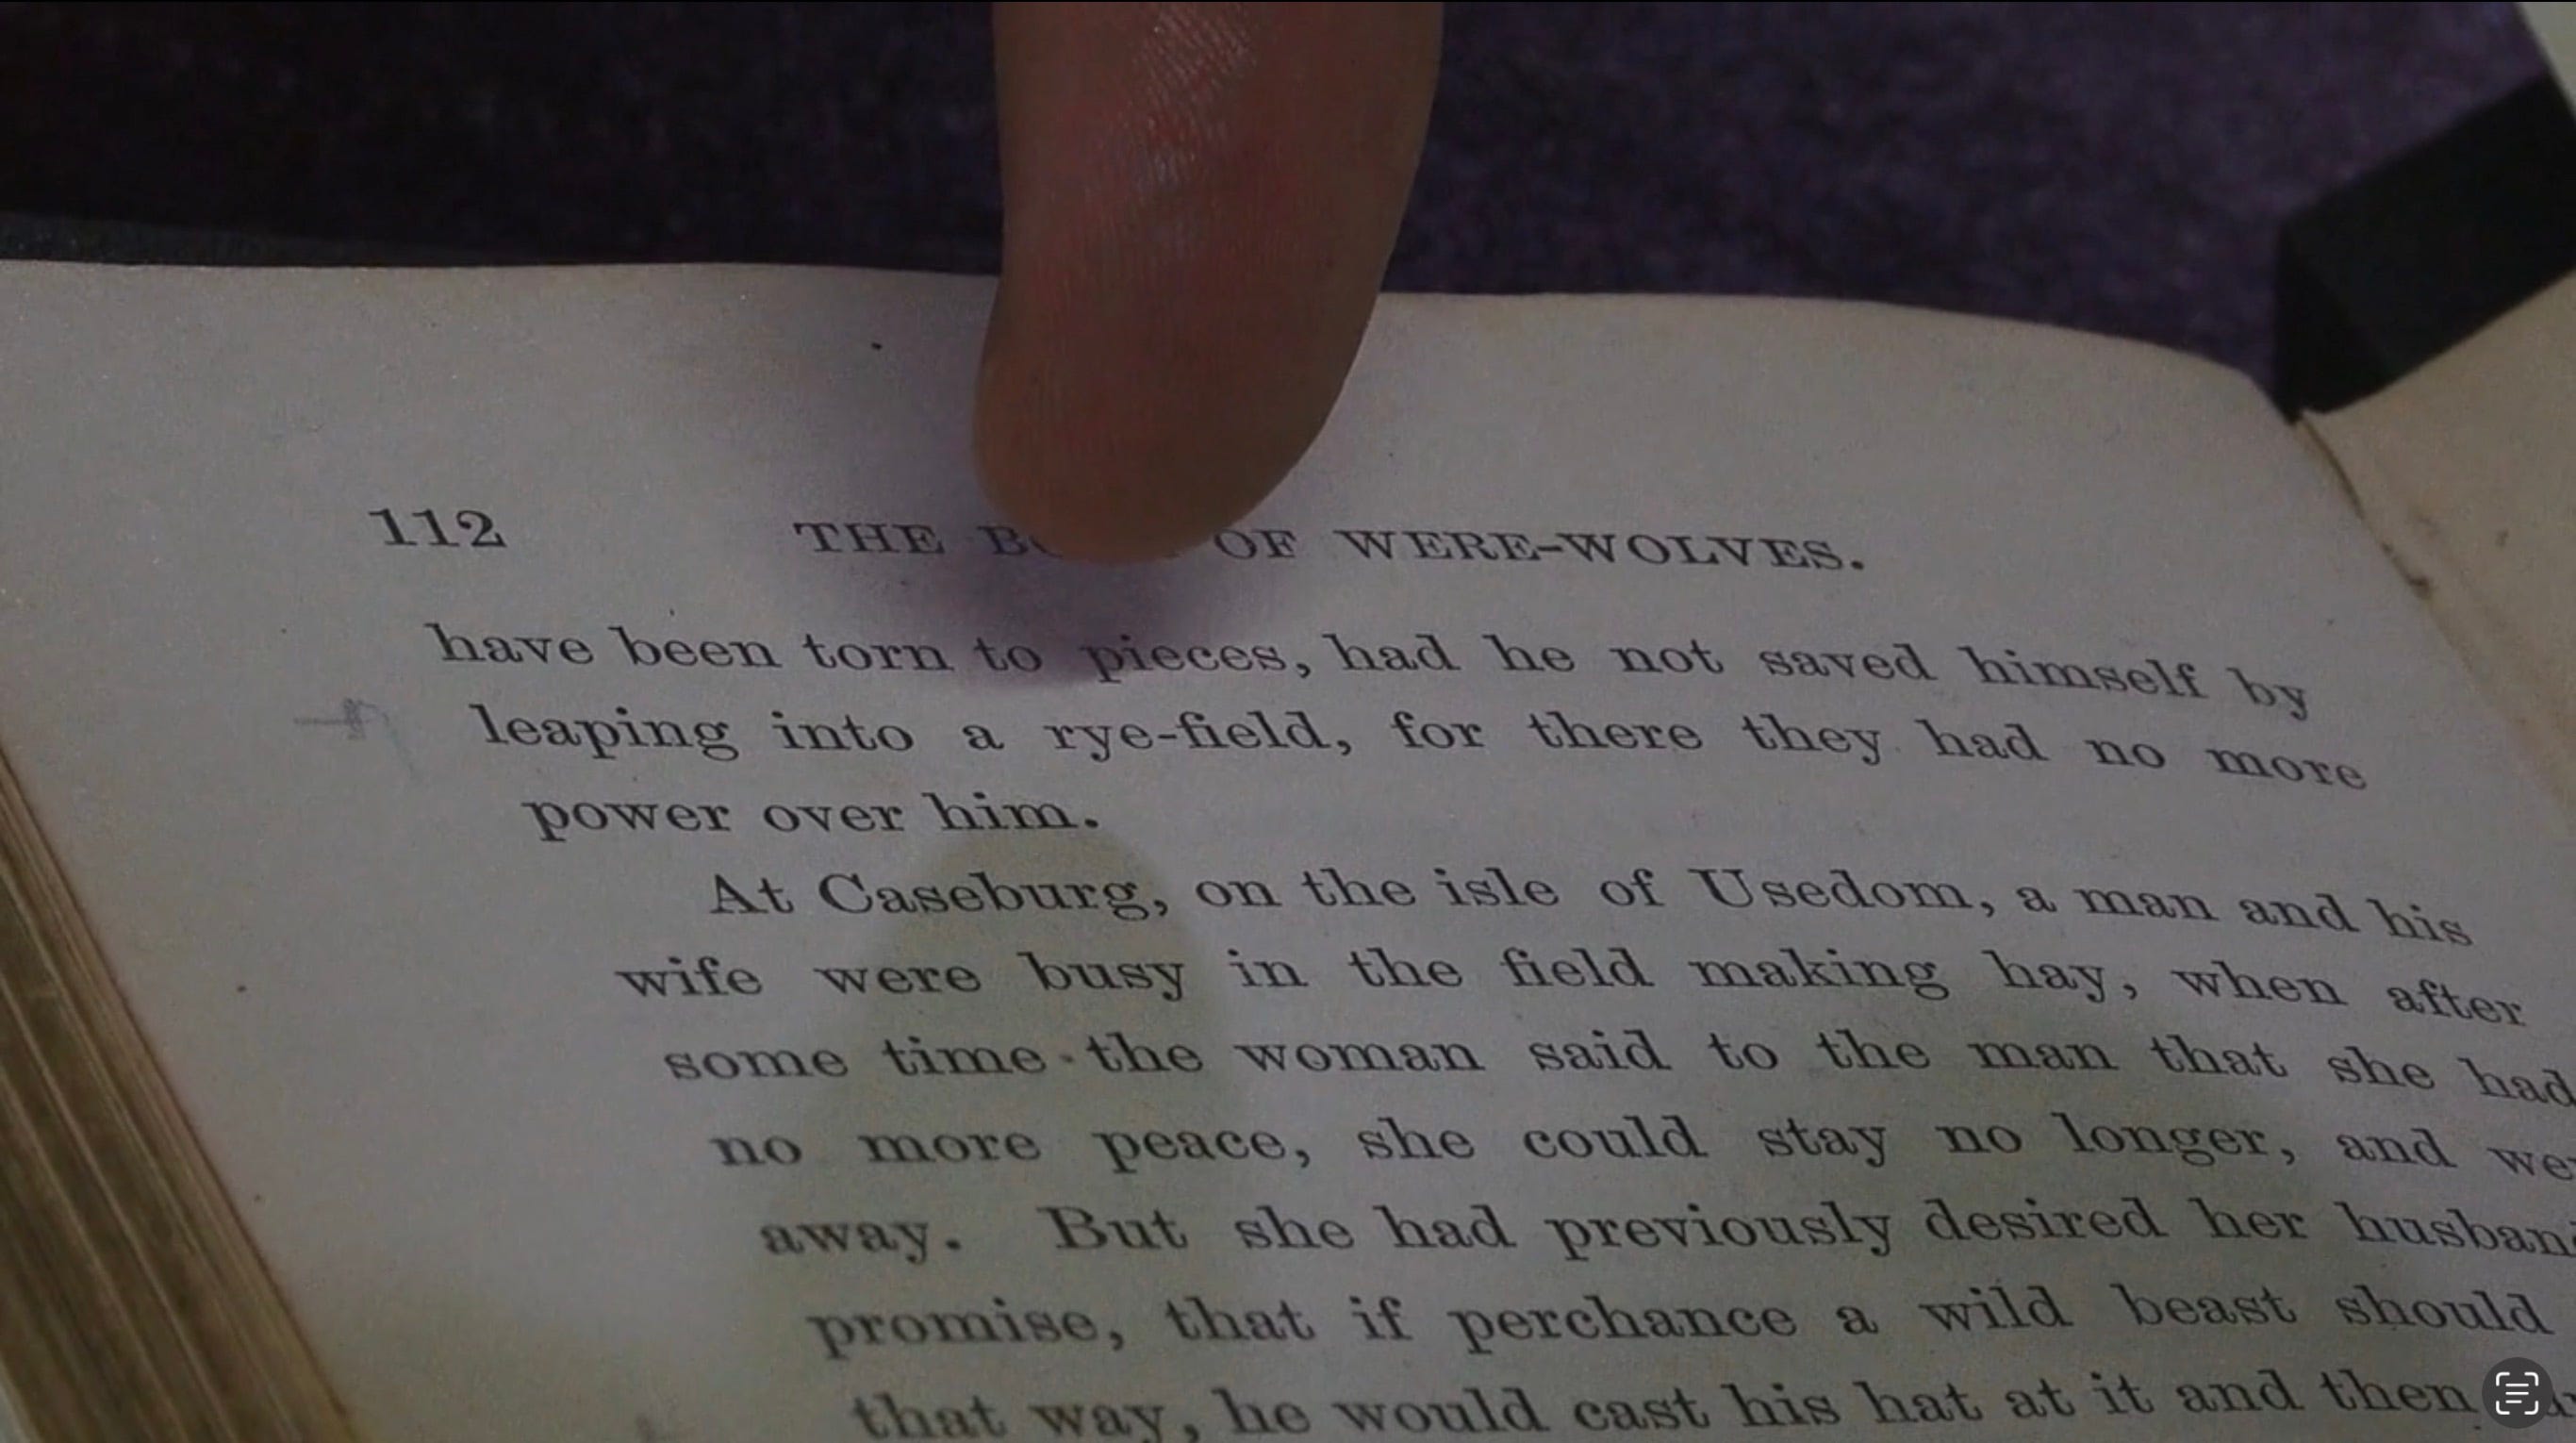 112 THE OF WERE-WOLVES.
have been torn to pieces, had he not saved himself by
leaping into a rye-field, for there they had no more
power over him.
At Caseburg, on the isle of Usedom, a man and his
wife were busy in the field making hay, when after
some time the woman said to the man that she had
no more peace, she could stay no longer, and
away. But she had previously desired her
promise, that if perchance a wild beast should
that way, he would cast his hat at it and then